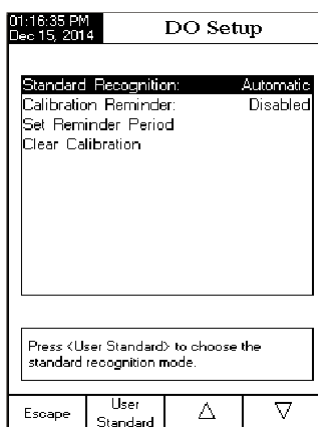 01:16:35 PM
Dec 15, 2014
DO Setup
Standard Recognition: Automatic
Calibration Reminder: Disabled
Set Reminder Period
Clear Calibration
Press <User Standard> to choose the
standard recognition mode.
Escape
User
Standard